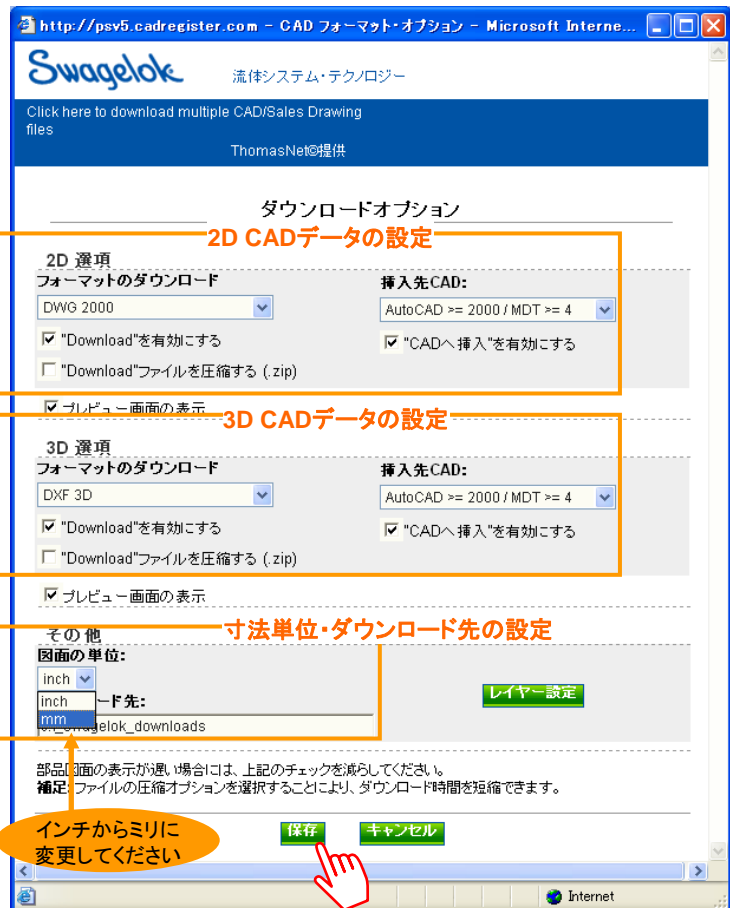 http://psv5.cadregister.com - CAD フォーマット・オプション - Microsoft Interne...
Swagelok
流体システム・テクノロジー
Click here to download multiple CAD/Sales Drawing
files
ThomasNet©提供
ダウンロードオプション
2D CADデータの設定
2D 選項
フォーマットのダウンロード 挿入先CAD:
DWG 2000 AutoCAD >= 2000 / MDT >= 4
"Download"を有効にする "CADへ挿入"を有効にする
"Download"ファイルを圧縮する (.zip)
プレビュー画面の表示
3D CADデータの設定
3D 選項
フォーマットのダウンロード 挿入先CAD:
DXF 3D AutoCAD >= 2000 / MDT >= 4
"Download"を有効にする "CADへ挿入"を有効にする
"Download"ファイルを圧縮する (.zip)
プレビュー画面の表示
寸法単位・ダウンロード先の設定
その他
図面の単位:
inch
レイヤー設定
inch ード先:
mm elok_downloads
部品図面の表示が遅い場合には、上記のチェックを減らしてください。
補足:ファイルの圧縮オプションを選択することにより、ダウンロード時間を短縮できます。
インチからミリに
変更してください
保存 キャンセル
Internet